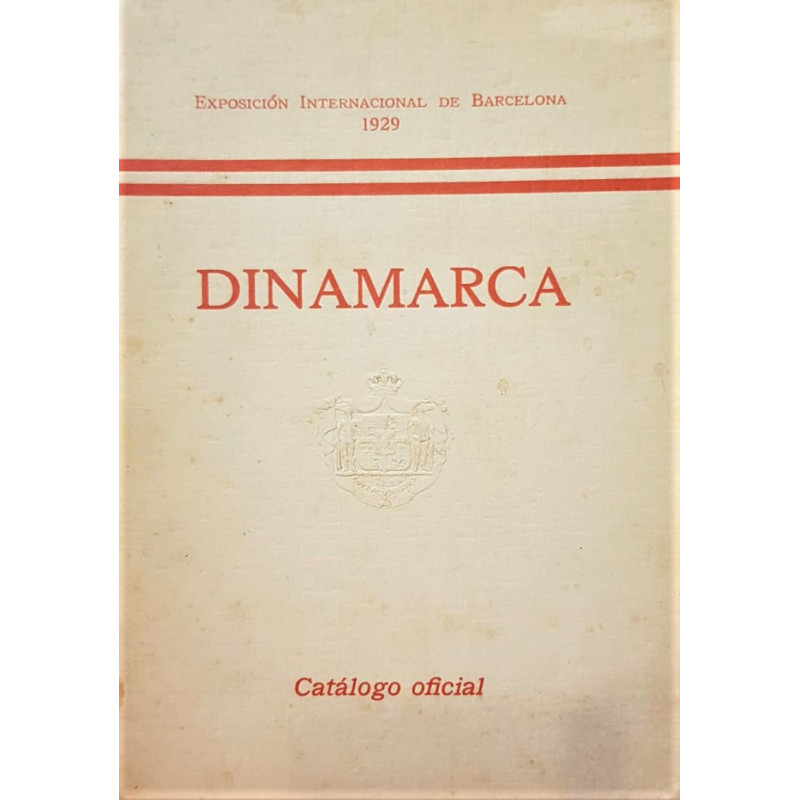 Exposición Internacional de Barcelona
1929
DINAMARCA
Catálogo oficial